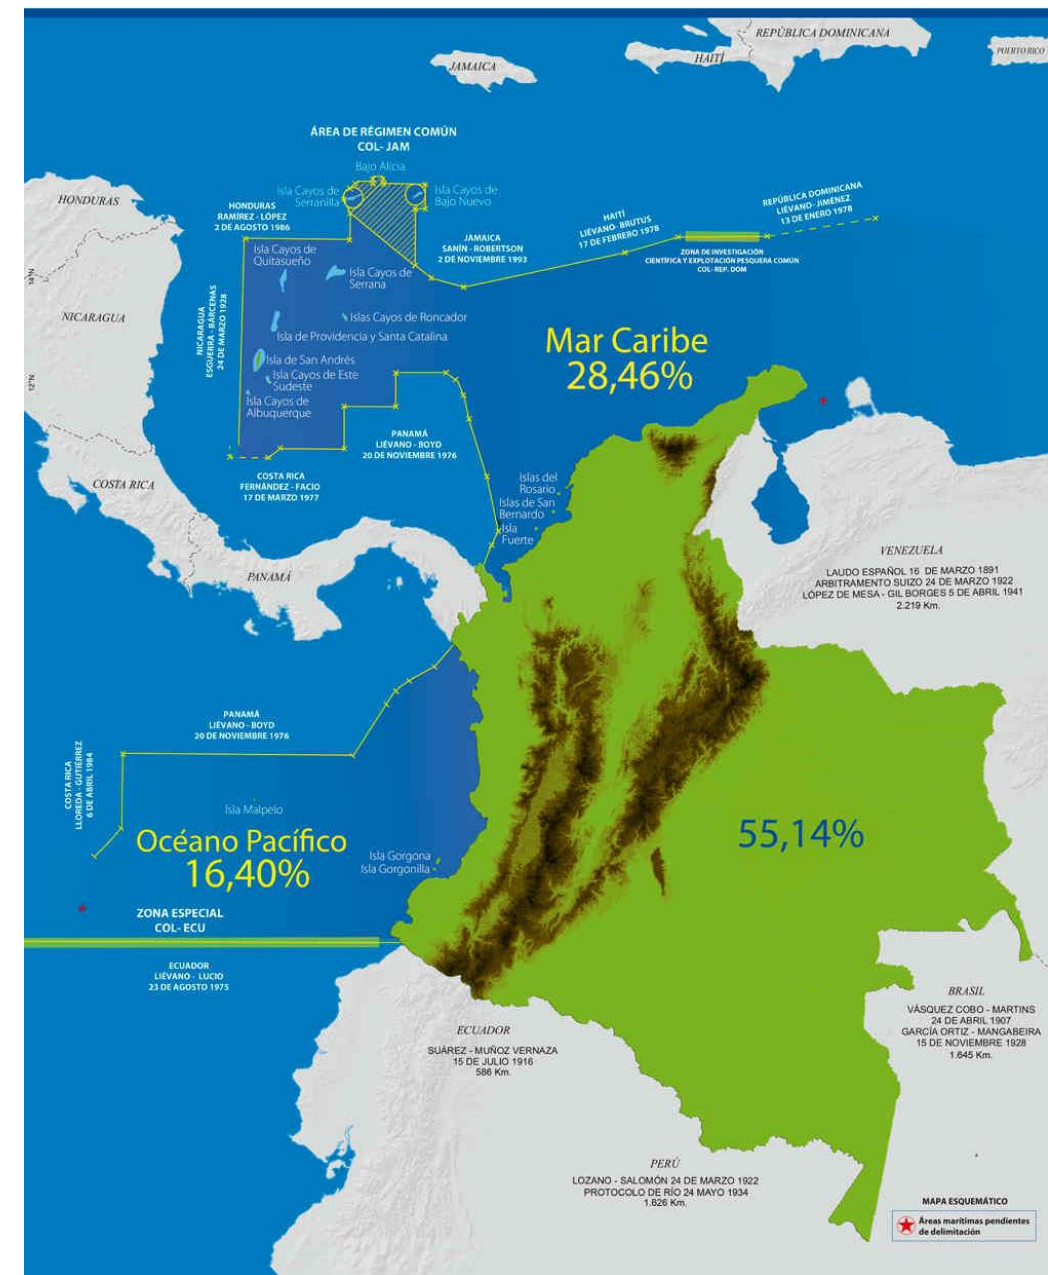 REPÚBLICA DOMINICANA
HAITÍ
PUERTO RICO
JAMAICA
ÁREA DE RÉGIMEN COMÚN
COL- JAM
Bajo Alicia
Isla Cayos de
Serranilla
Isla Cayos de
Bajo Nuevo
HONDURAS
HONDURAS
RAMÍREZ - LÓPEZ
2 DE AGOSTO 1986
REPÚBLICA DOMINICANA
LIÉVANO- JIMÉNEZ
13 DE ENERO 1978
HAITÍ
LIÉVANO- BRUTUS
17 DE FEBRERO 1978
JAMAICA
SANÍN - ROBERTSON
2 DE NOVIEMBRE 1993
ZONA DE INVESTIGACIÓN
CIENTÍFICA Y EXPLOTACIÓN PESQUERA COMÚN
COL- REP. DOM
Isla Cayos de
Quitasueño
Isla Cayos de
Serrana
14°N
NICARAGUA
NICARAGUA
ESGUERRA - BÁRCENAS
24 DE MARZO 1928
Islas Cayos de Roncador
Isla de Providencia y Santa Catalina
Isla de San Andrés
Isla Cayos de Este
Sudeste
Isla Cayos de
Albuquerque
12°N
Mar Caribe
28,46%
PANAMÁ
LIÉVANO - BOYD
20 DE NOVIEMBRE 1976
COSTA RICA
COSTA RICA
FERNÁNDEZ - FACIO
17 DE MARZO 1977
Islas del
Rosario
Islas de San
Bernardo
Isla
Fuerte
PANAMÁ
VENEZUELA
LAUDO ESPAÑOL 16 DE MARZO 1891
ARBITRAMENTO SUIZO 24 DE MARZO 1922
LÓPEZ DE MESA - GIL BORGES 5 DE ABRIL 1941
2.219 Km.
PANAMÁ
LIÉVANO - BOYD
20 DE NOVIEMBRE 1976
COSTA RICA
LLOREDA - GUTIÉRREZ
6 DE ABRIL 1984
Isla Malpelo
Océano Pacífico
16,40%
Isla Gorgona
Isla Gorgonilla
55,14%
ZONA ESPECIAL
COL- ECU
ECUADOR
LIÉVANO - LUCIO
23 DE AGOSTO 1975
ECUADOR
SUÁREZ - MUÑOZ VERNAZA
15 DE JULIO 1916
586 Km.
BRASIL
VÁSQUEZ COBO - MARTINS
24 DE ABRIL 1907
GARCÍA ORTIZ - MANGABEIRA
15 DE NOVIEMBRE 1928
1.645 Km.
PERÚ
LOZANO - SALOMÓN 24 DE MARZO 1922
PROTOCOLO DE RÍO 24 MAYO 1934
1.626 Km.
MAPA ESQUEMÁTICO
Áreas marítimas pendientes
de delimitación